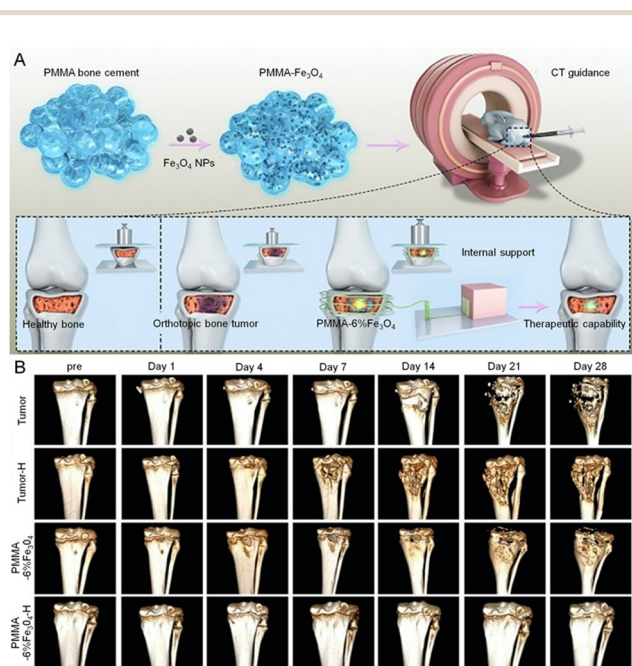 A
PMMA bone cement
PMMA-Fe₃O₄
CT guidance
Fe₃O₄ NPs
Internal support
Healthy bone
Orthotopic bone tumor
PMMA-6%Fe₃O₄
Therapeutic capability
B
pre
Day 1
Day 4
Day 7
Day 14
Day 21
Day 28
Tumor
Tumor-H
PMMA
-6%Fe₃O₄
PMMA
-6%Fe₃O₄-H